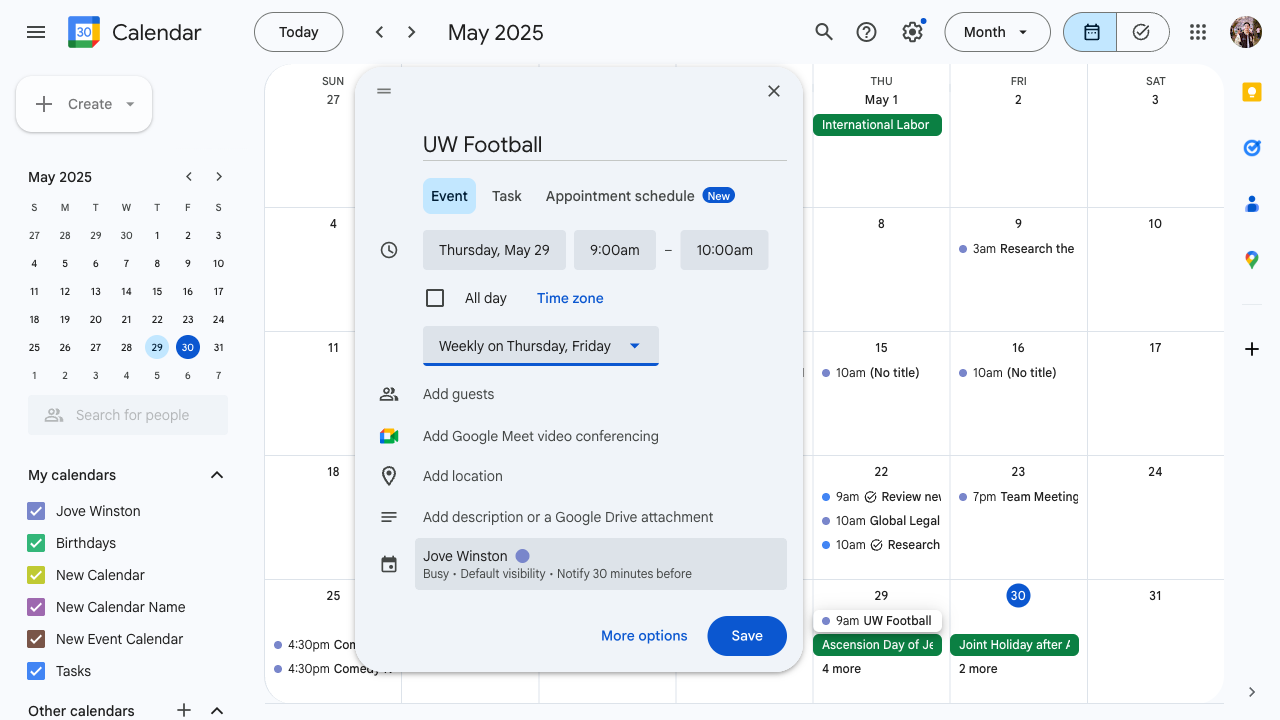 30 Calendar
Today
May 2025
Month
Create
May 2025
S M T W T F S
27 28 29 30 1 2 3
4 5 6 7 8 9 10
11 12 13 14 15 16 17
18 19 20 21 22 23 24
25 26 27 28 29 30 31
1 2 3 4 5 6 7
Search for people
My calendars
Jove Winston
Birthdays
New Calendar
New Calendar Name
New Event Calendar
Tasks
Other calendars
UW Football
Event Task Appointment schedule New
Thursday, May 29 9:00am – 10:00am
All day Time zone
Weekly on Thursday, Friday
Add guests
Add Google Meet video conferencing
Add location
Add description or a Google Drive attachment
Jove Winston
Busy • Default visibility • Notify 30 minutes before
More options Save
SUN THU FRI SAT
27 May 1 2 3
International Labor
4 8 9 10
3am Research the
11 15 16 17
10am (No title) 10am (No title)
18 22 23 24
9am Review new 7pm Team Meeting
10am Global Legal
10am Research
25 29 30 31
9am UW Football
4:30pm Com Ascension Day of Je Joint Holiday after
4:30pm Comedy 4 more 2 more